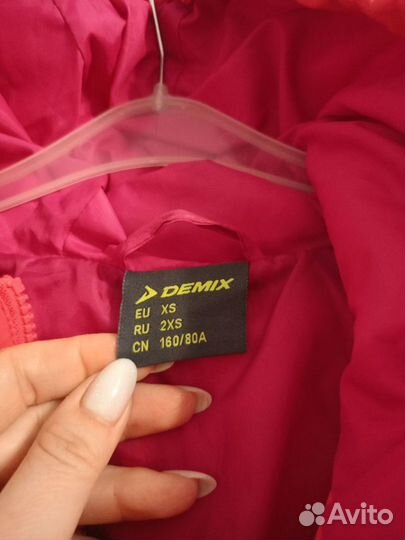 DEMIX
EU XS
RU 2XS
CN 160/80A
Avito